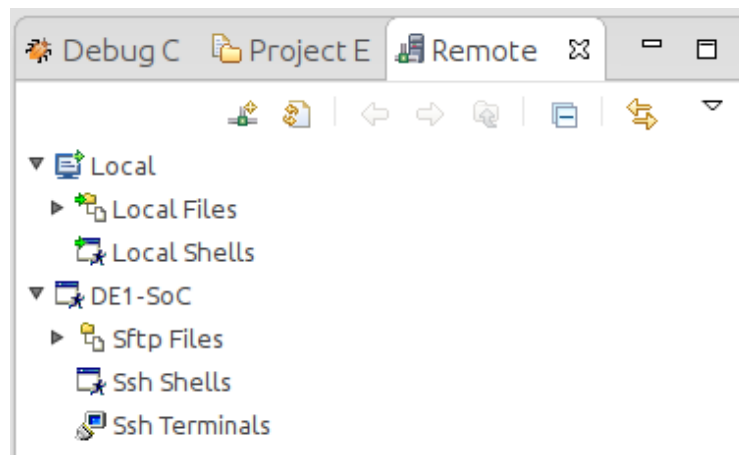 Debug C Project E Remote
Local
Local Files
Local Shells
DE1-SoC
Sftp Files
Ssh Shells
Ssh Terminals